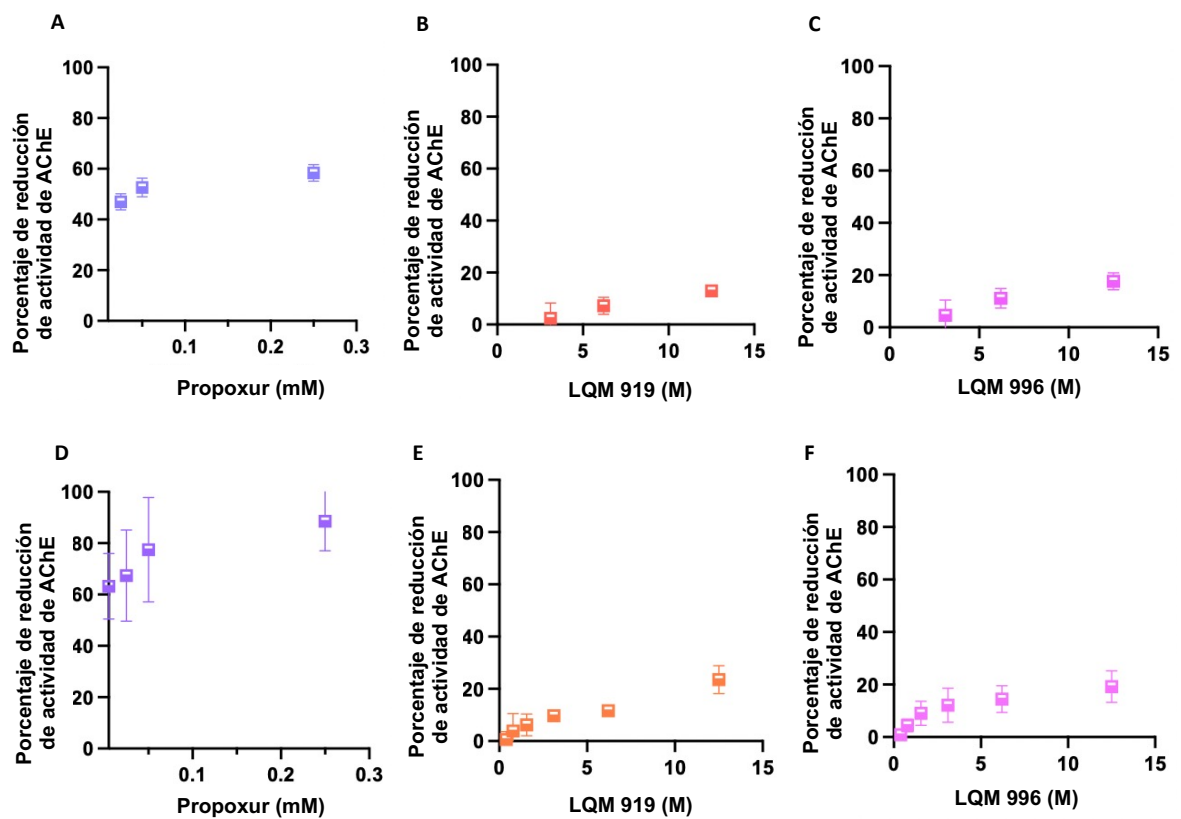 A
Porcentaje de reducción
de actividad de AChE
100
80
60
40
20
0
0.1
0.2
0.3
Propoxur (mM)
B
Porcentaje de reducción
de actividad de AChE
100
80
60
40
20
0
0
5
10
15
LQM 919 (M)
C
Porcentaje de reducción
de actividad de AChE
100
80
60
40
20
0
0
5
10
15
LQM 996 (M)
D
Porcentaje de reducción
de actividad de AChE
100
80
60
40
20
0
0.1
0.2
0.3
Propoxur (mM)
E
Porcentaje de reducción
de actividad de AChE
100
80
60
40
20
0
0
5
10
15
LQM 919 (M)
F
Porcentaje de reducción
de actividad de AChE
100
80
60
40
20
0
0
5
10
15
LQM 996 (M)